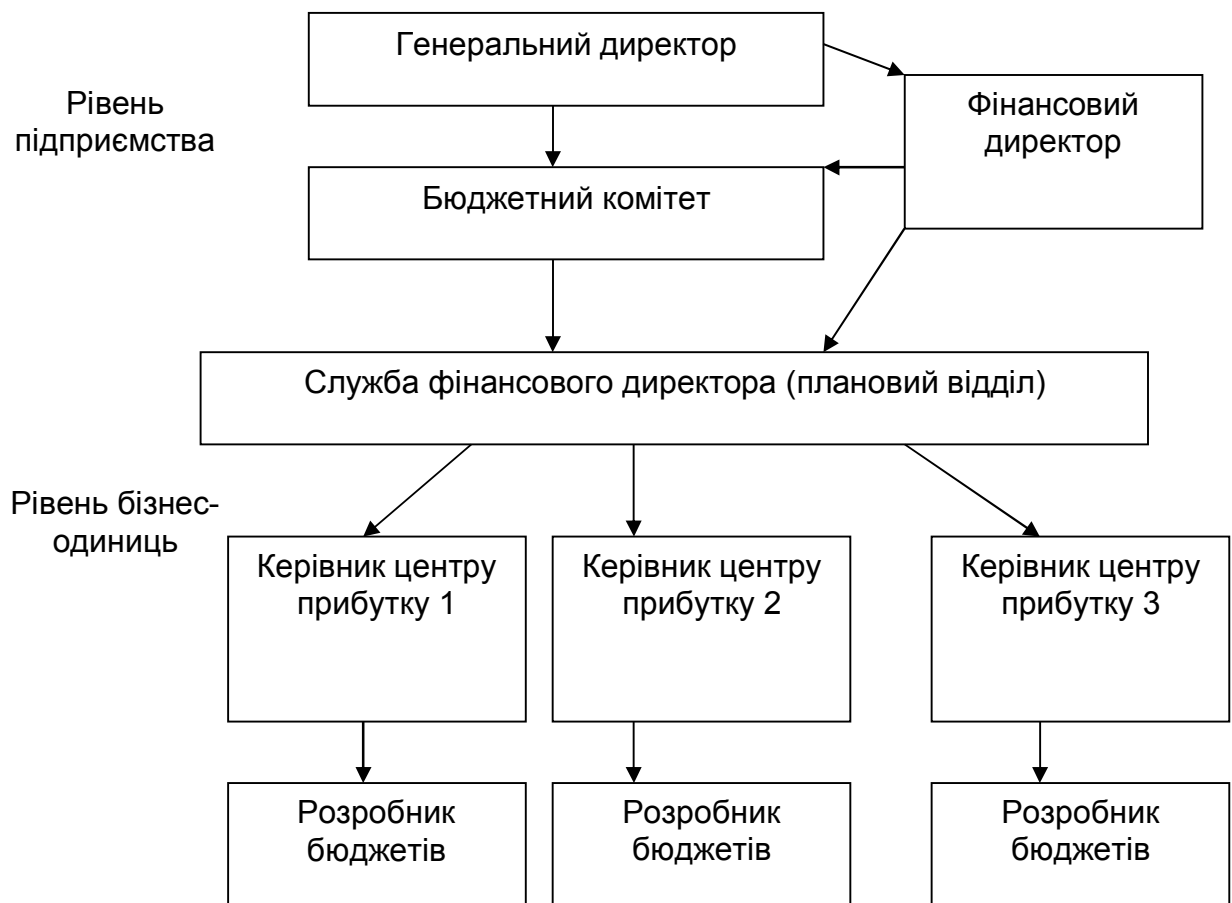 Генеральний директор
Рівень
підприємства
Фінансовий
директор
Бюджетний комітет
Служба фінансового директора (плановий відділ)
Рівень бізнес-
одиниць
Керівник центру
прибутку 1
Керівник центру
прибутку 2
Керівник центру
прибутку 3
Розробник
бюджетів
Розробник
бюджетів
Розробник
бюджетів